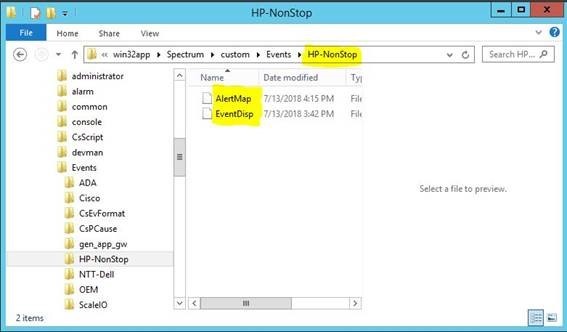 HP-NonStop
File Home Share View
« win32app ▸ Spectrum ▸ custom ▸ Events ▸ HP-NonStop
Search HP...
administrator
alarm
common
console
CsScript
devman
Events
ADA
Cisco
CsEvFormat
CsPCause
gen_app_gw
HP-NonStop
NTT-Dell
OEM
ScaleIO
Name Date modified Ty
AlertMap 7/13/2018 4:15 PM File
EventDisp 7/13/2018 3:42 PM File
Select a file to preview.
2 items